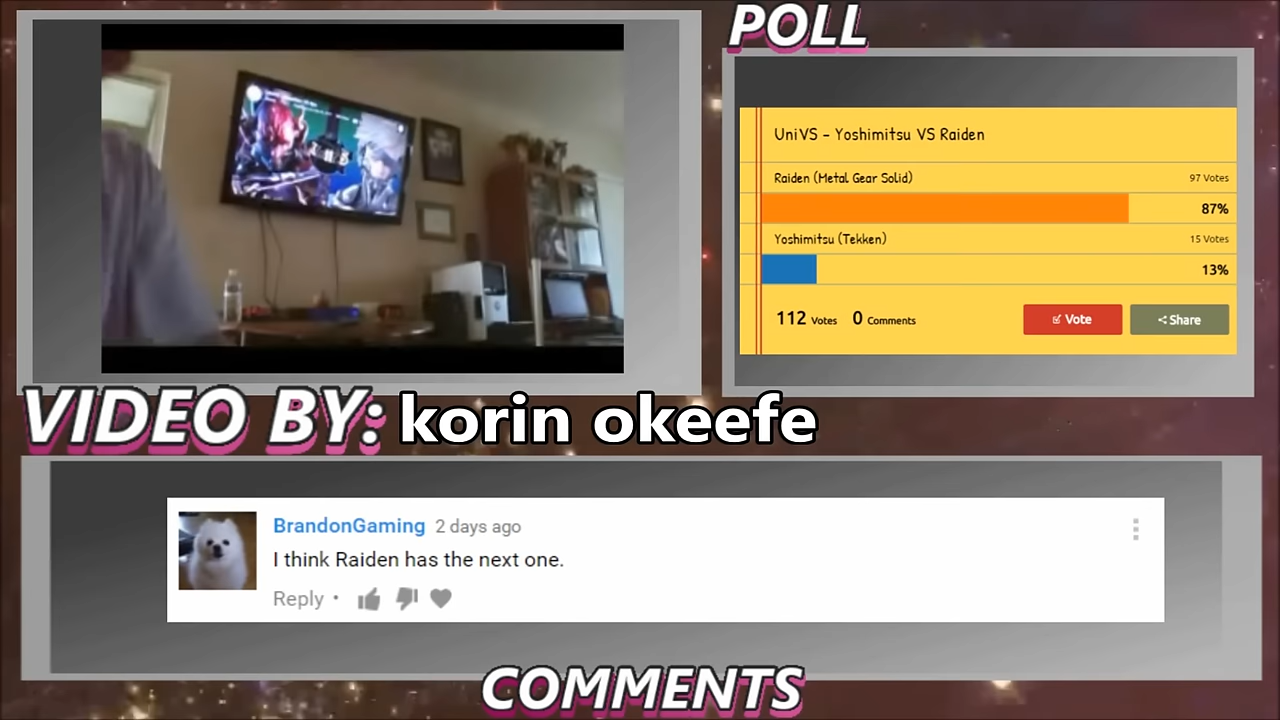 POLL
UniVS - Yoshimitsu VS Raiden
Raiden (Metal Gear Solid)
97 Votes
87%
Yoshimitsu (Tekken)
15 Votes
13%
112 Votes 0 Comments
Vote
Share
VIDEO BY: korin okeefe
BrandonGaming 2 days ago
I think Raiden has the next one.
Reply •
COMMENTS